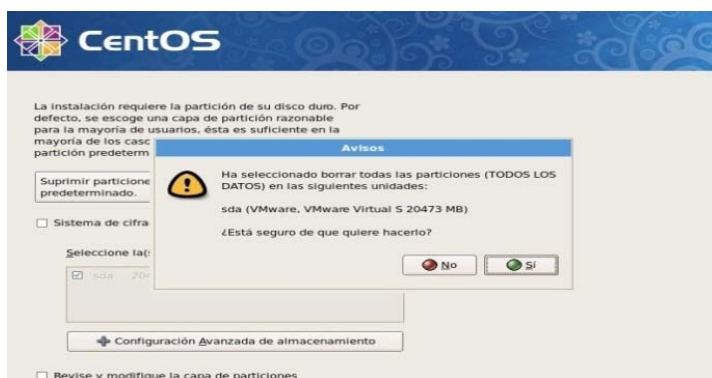 CentOS
La instalación requiere la partición de su disco duro. Por
defecto, se escoge una capa de partición razonable
para la mayoría de usuarios, ésta es suficiente en la
mayoría de los casc
partición predeterm
Avisos
Ha seleccionado borrar todas las particiones (TODOS LOS
DATOS) en las siguientes unidades:
sda (VMware, VMware Virtual S 20473 MB)
¿Está seguro de que quiere hacerlo?
No
Sí
Suprimir particione
predeterminado.
Sistema de cifra
Seleccione la(
sda 204
Configuración Avanzada de almacenamiento
Revise y modifique la capa de particiones